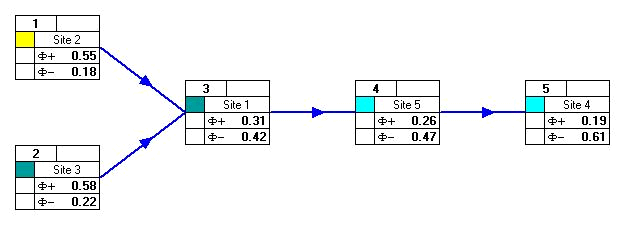 1
Site 2
Φ+ 0.55
Φ− 0.18
2
Site 3
Φ+ 0.58
Φ− 0.22
3
Site 1
Φ+ 0.31
Φ− 0.42
4
Site 5
Φ+ 0.26
Φ− 0.47
5
Site 4
Φ+ 0.19
Φ− 0.61